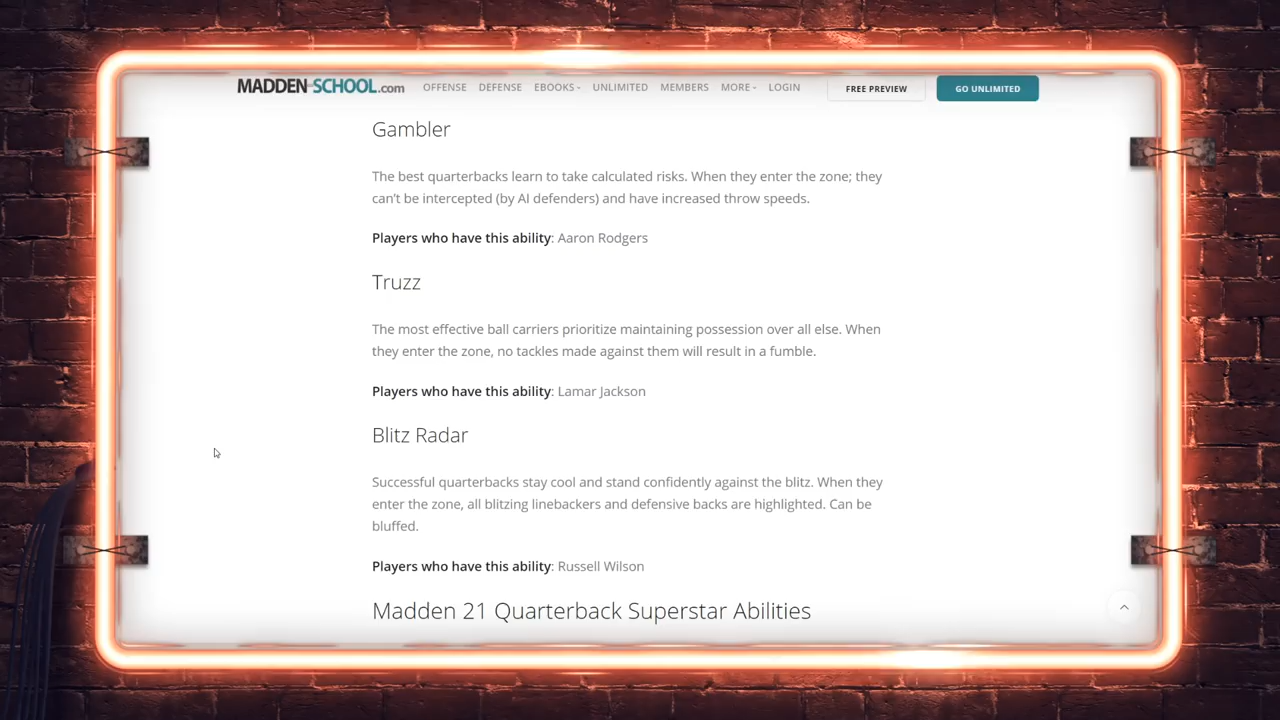 MADDEN-SCHOOL.com OFFENSE DEFENSE EBOOKS UNLIMITED MEMBERS MORE LOGIN FREE PREVIEW GO UNLIMITED
Gambler
The best quarterbacks learn to take calculated risks. When they enter the zone; they
can't be intercepted (by AI defenders) and have increased throw speeds.
Players who have this ability: Aaron Rodgers
Truzz
The most effective ball carriers prioritize maintaining possession over all else. When
they enter the zone, no tackles made against them will result in a fumble.
Players who have this ability: Lamar Jackson
Blitz Radar
Successful quarterbacks stay cool and stand confidently against the blitz. When they
enter the zone, all blitzing linebackers and defensive backs are highlighted. Can be
bluffed.
Players who have this ability: Russell Wilson
Madden 21 Quarterback Superstar Abilities